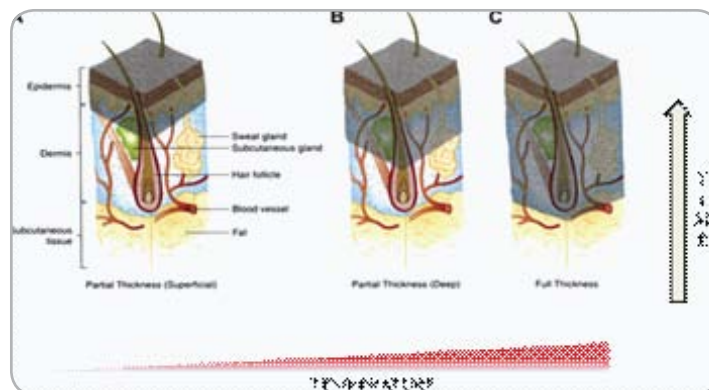 B
C
Epidermis
Dermis
Subcutaneous
tissue
Sweat gland
Subcutaneous gland
Hair follicle
Blood vessel
Fat
Partial Thickness (Superficial)
Partial Thickness (Deep)
Full Thickness